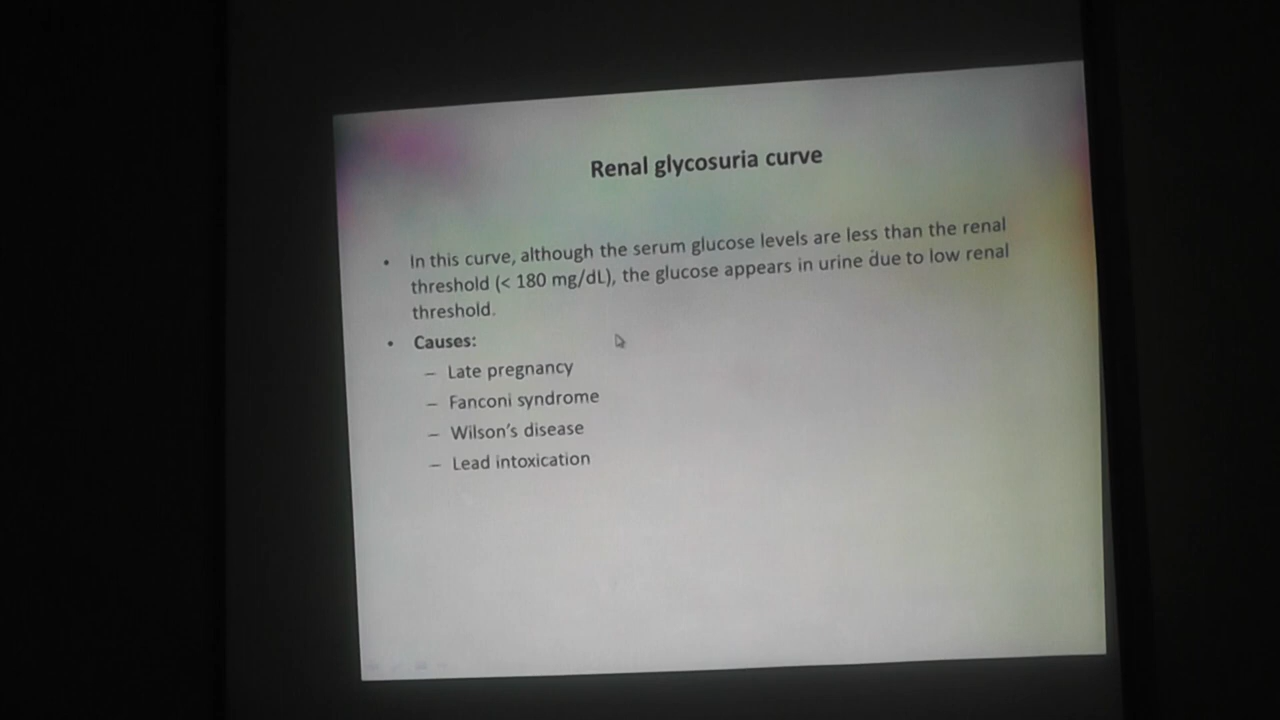 Renal glycosuria curve
• In this curve, although the serum glucose levels are less than the renal
threshold (< 180 mg/dL), the glucose appears in urine due to low renal
threshold.
• Causes:
– Late pregnancy
– Fanconi syndrome
– Wilson's disease
– Lead intoxication